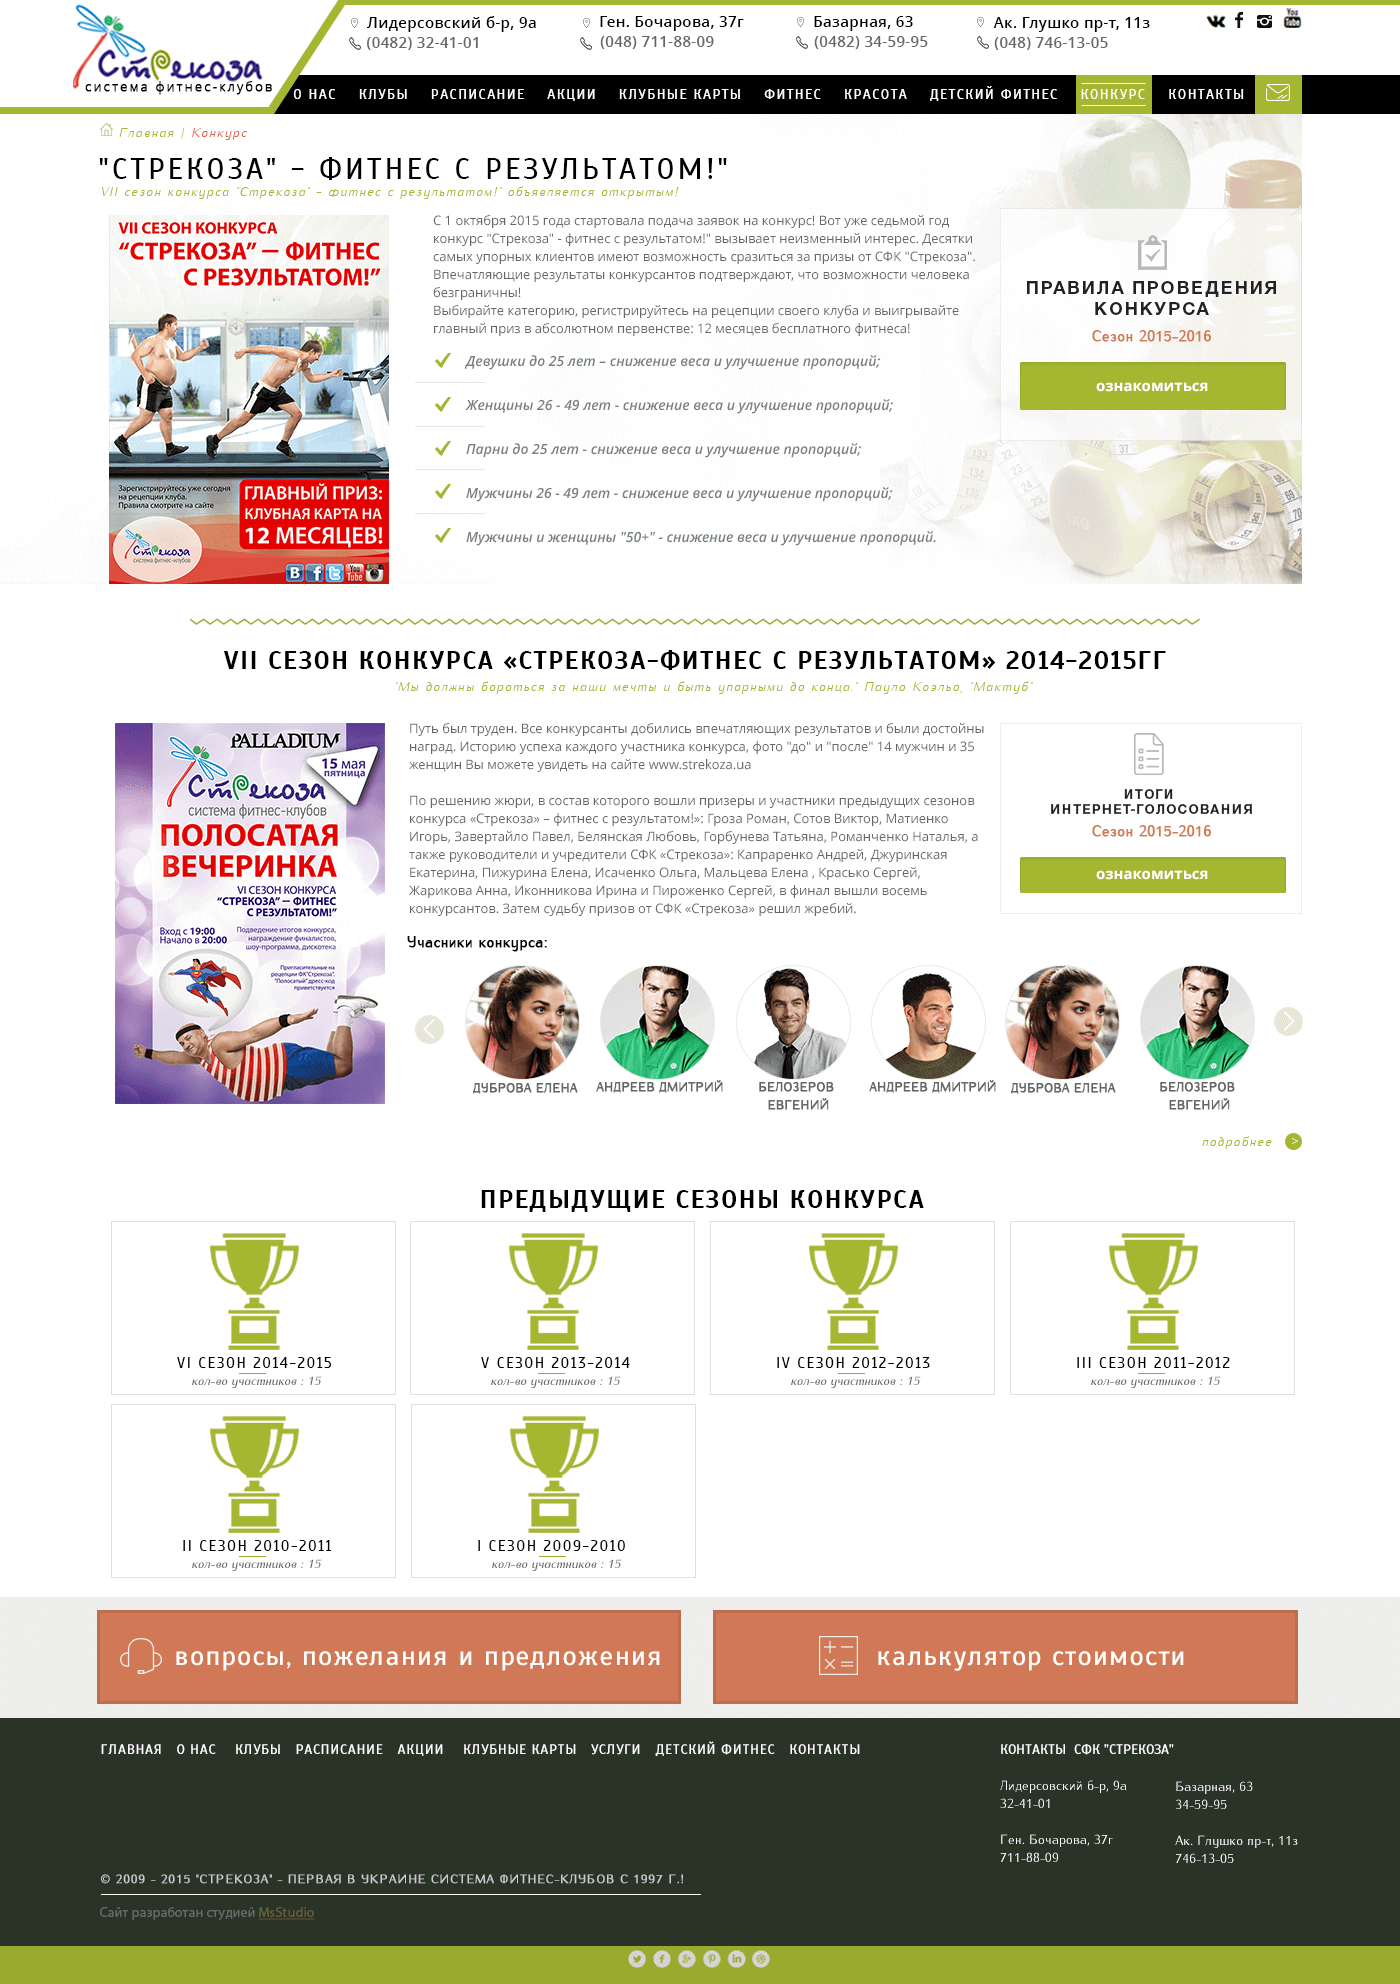 Стрекоза
система фитнес-клубов
Лидерсовский б-р, 9а
(0482) 32-41-01
Ген. Бочарова, 37г
(048) 711-88-09
Базарная, 63
(0482) 34-59-95
Ак. Глушко пр-т, 11з
(048) 746-13-05
You Tube
О НАС КЛУБЫ РАСПИСАНИЕ АКЦИИ КЛУБНЫЕ КАРТЫ ФИТНЕС КРАСОТА ДЕТСКИЙ ФИТНЕС КОНКУРС КОНТАКТЫ
Главная | Конкурс
"СТРЕКОЗА" - ФИТНЕС С РЕЗУЛЬТАТОМ!"
VII сезон конкурса "Стрекоза" - фитнес с результатом!" объявляется открытым!
VII СЕЗОН КОНКУРСА
“СТРЕКОЗА” — ФИТНЕС
С РЕЗУЛЬТАТОМ!”
Зарегистрируйтесь уже сегодня
на рецепции клуба.
Правила смотрите на сайте
ГЛАВНЫЙ ПРИЗ:
КЛУБНАЯ КАРТА НА
12 МЕСЯЦЕВ!
Стрекоза
система фитнес-клубов
You Tube
С 1 октября 2015 года стартовала подача заявок на конкурс! Вот уже седьмой год
конкурс "Стрекоза" - фитнес с результатом!" вызывает неизменный интерес. Десятки
самых упорных клиентов имеют возможность сразиться за призы от СФК "Стрекоза".
Впечатляющие результаты конкурсантов подтверждают, что возможности человека
безграничны!
Выбирайте категорию, регистрируйтесь на рецепции своего клуба и выигрывайте
главный приз в абсолютном первенстве: 12 месяцев бесплатного фитнеса!
Девушки до 25 лет – снижение веса и улучшение пропорций;
Женщины 26 - 49 лет - снижение веса и улучшение пропорций;
Парни до 25 лет - снижение веса и улучшение пропорций;
Мужчины 26 - 49 лет - снижение веса и улучшение пропорций;
Мужчины и женщины "50+" - снижение веса и улучшение пропорций.
ПРАВИЛА ПРОВЕДЕНИЯ
КОНКУРСА
Сезон 2015-2016
ознакомиться
VII СЕЗОН КОНКУРСА «СТРЕКОЗА-ФИТНЕС С РЕЗУЛЬТАТОМ» 2014-2015ГГ
"Мы должны бороться за наши мечты и быть упорными до конца." Пауло Коэльо, "Мактуб"
PALLADIUM
15 мая
пятница
Стрекоза
система фитнес-клубов
ПОЛОСАТАЯ
ВЕЧЕРИНКА
VI СЕЗОН КОНКУРСА
“СТРЕКОЗА” — ФИТНЕС
С РЕЗУЛЬТАТОМ!”
Вход с 19:00
Начало в 20:00
Подведение итогов конкурса,
награждение финалистов,
шоу-программа, дискотека
Пригласительные на
рецепции ФК"Стрекоза".
"Полосатый" дресс-код
приветствуется
Путь был труден. Все конкурсанты добились впечатляющих результатов и были достойны
наград. Историю успеха каждого участника конкурса, фото "до" и "после" 14 мужчин и 35
женщин Вы можете увидеть на сайте www.strekoza.ua
По решению жюри, в состав которого вошли призеры и участники предыдущих сезонов
конкурса «Стрекоза» – фитнес с результатом!»: Гроза Роман, Сотов Виктор, Матиенко
Игорь, Завертайло Павел, Белянская Любовь, Горбунева Татьяна, Романченко Наталья, а
также руководители и учредители СФК «Стрекоза»: Капраренко Андрей, Джуринская
Екатерина, Пижурина Елена, Исаченко Ольга, Мальцева Елена , Красько Сергей,
Жарикова Анна, Иконникова Ирина и Пироженко Сергей, в финал вышли восемь
конкурсантов. Затем судьбу призов от СФК «Стрекоза» решил жребий.
ИТОГИ
ИНТЕРНЕТ-ГОЛОСОВАНИЯ
Сезон 2015-2016
ознакомиться
Учасники конкурса:
ДУБРОВА ЕЛЕНА
АНДРЕЕВ ДМИТРИЙ
БЕЛОЗЕРОВ
ЕВГЕНИЙ
АНДРЕЕВ ДМИТРИЙ
ДУБРОВА ЕЛЕНА
БЕЛОЗЕРОВ
ЕВГЕНИЙ
подробнее >
ПРЕДЫДУЩИЕ СЕЗОНЫ КОНКУРСА
VI СЕЗОН 2014-2015
кол-во участников : 15
V СЕЗОН 2013-2014
кол-во участников : 15
IV СЕЗОН 2012-2013
кол-во участников : 15
III СЕЗОН 2011-2012
кол-во участников : 15
II СЕЗОН 2010-2011
кол-во участников : 15
I СЕЗОН 2009-2010
кол-во участников : 15
вопросы, пожелания и предложения
калькулятор стоимости
ГЛАВНАЯ О НАС КЛУБЫ РАСПИСАНИЕ АКЦИИ КЛУБНЫЕ КАРТЫ УСЛУГИ ДЕТСКИЙ ФИТНЕС КОНТАКТЫ
КОНТАКТЫ СФК "СТРЕКОЗА"
Лидерсовский б-р, 9а
32-41-01
Базарная, 63
34-59-95
Ген. Бочарова, 37г
711-88-09
Ак. Глушко пр-т, 11з
746-13-05
© 2009 - 2015 "СТРЕКОЗА" - ПЕРВАЯ В УКРАИНЕ СИСТЕМА ФИТНЕС-КЛУБОВ С 1997 Г.!
Сайт разработан студией MsStudio